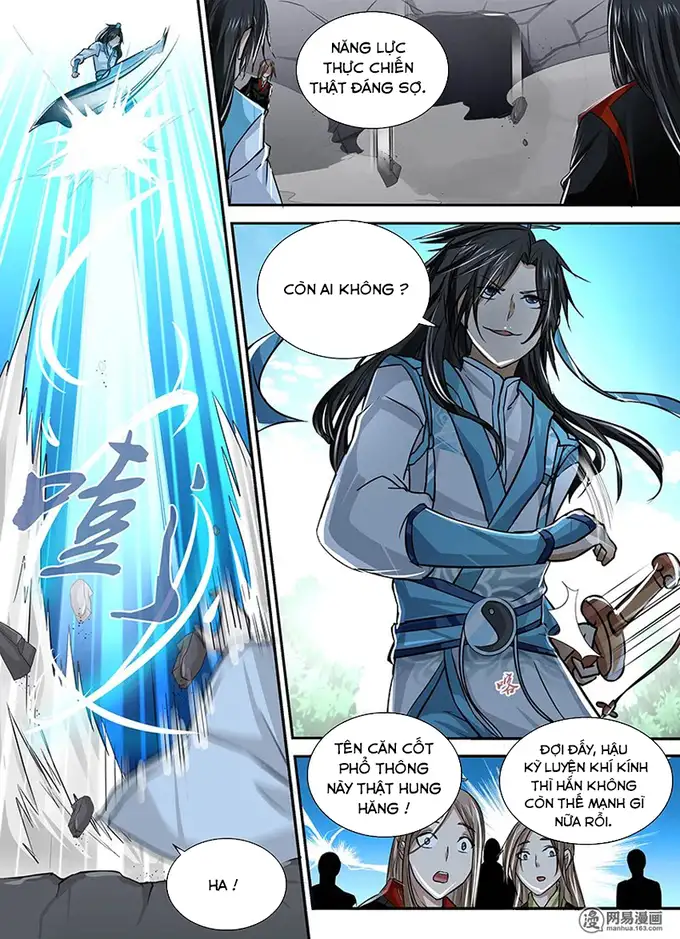 NĂNG LỰC
THỰC CHIẾN
THẬT ĐÁNG SỢ.
CÒN AI KHÔNG ?
HA !
TÊN CĂN CỐT
PHỔ THÔNG
NÀY THẬT HUNG
HĂNG !
ĐỢI ĐẤY, HẬU
KỲ LUYỆN KHÍ KÍNH
THÌ HẮN KHÔNG
CÒN THẾ MẠNH GÌ
NỮA RỒI.
网易漫画
manhua.163.com